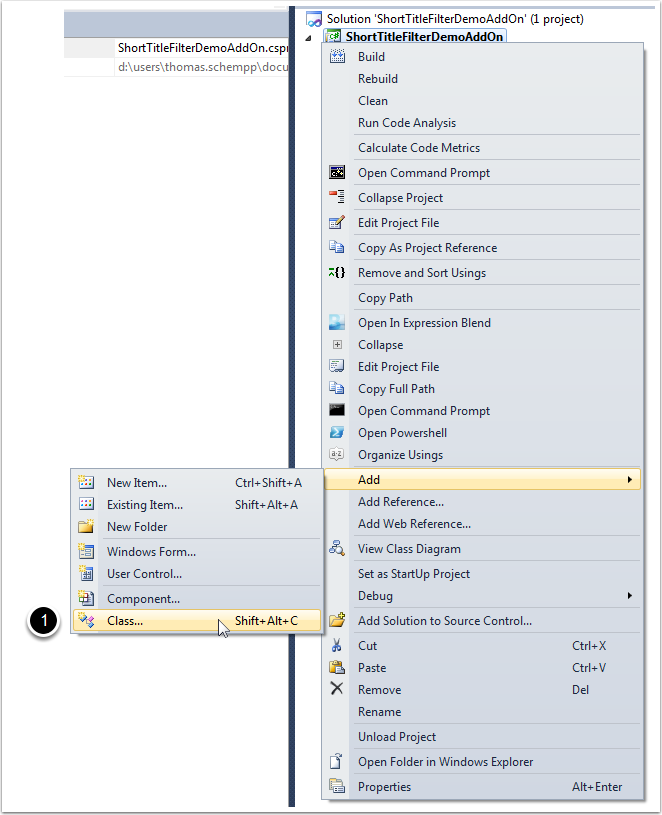 Solution 'ShortTitleFilterDemoAddOn' (1 project)
ShortTitleFilterDemoAddOn
ShortTitleFilterDemoAddOn.cspr
d:\users\thomas.schempp\docu
Build
Rebuild
Clean
Run Code Analysis
Calculate Code Metrics
Open Command Prompt
Collapse Project
Edit Project File
Copy As Project Reference
Remove and Sort Usings
Copy Path
Open In Expression Blend
Collapse
Edit Project File
Copy Full Path
Open Command Prompt
Open Powershell
Organize Usings
Add
Add Reference...
Add Web Reference...
View Class Diagram
Set as StartUp Project
Debug
Add Solution to Source Control...
Cut Ctrl+X
Paste Ctrl+V
Remove Del
Rename
Unload Project
Open Folder in Windows Explorer
Properties Alt+Enter
New Item... Ctrl+Shift+A
Existing Item... Shift+Alt+A
New Folder
Windows Form...
User Control...
Component...
1 Class... Shift+Alt+C